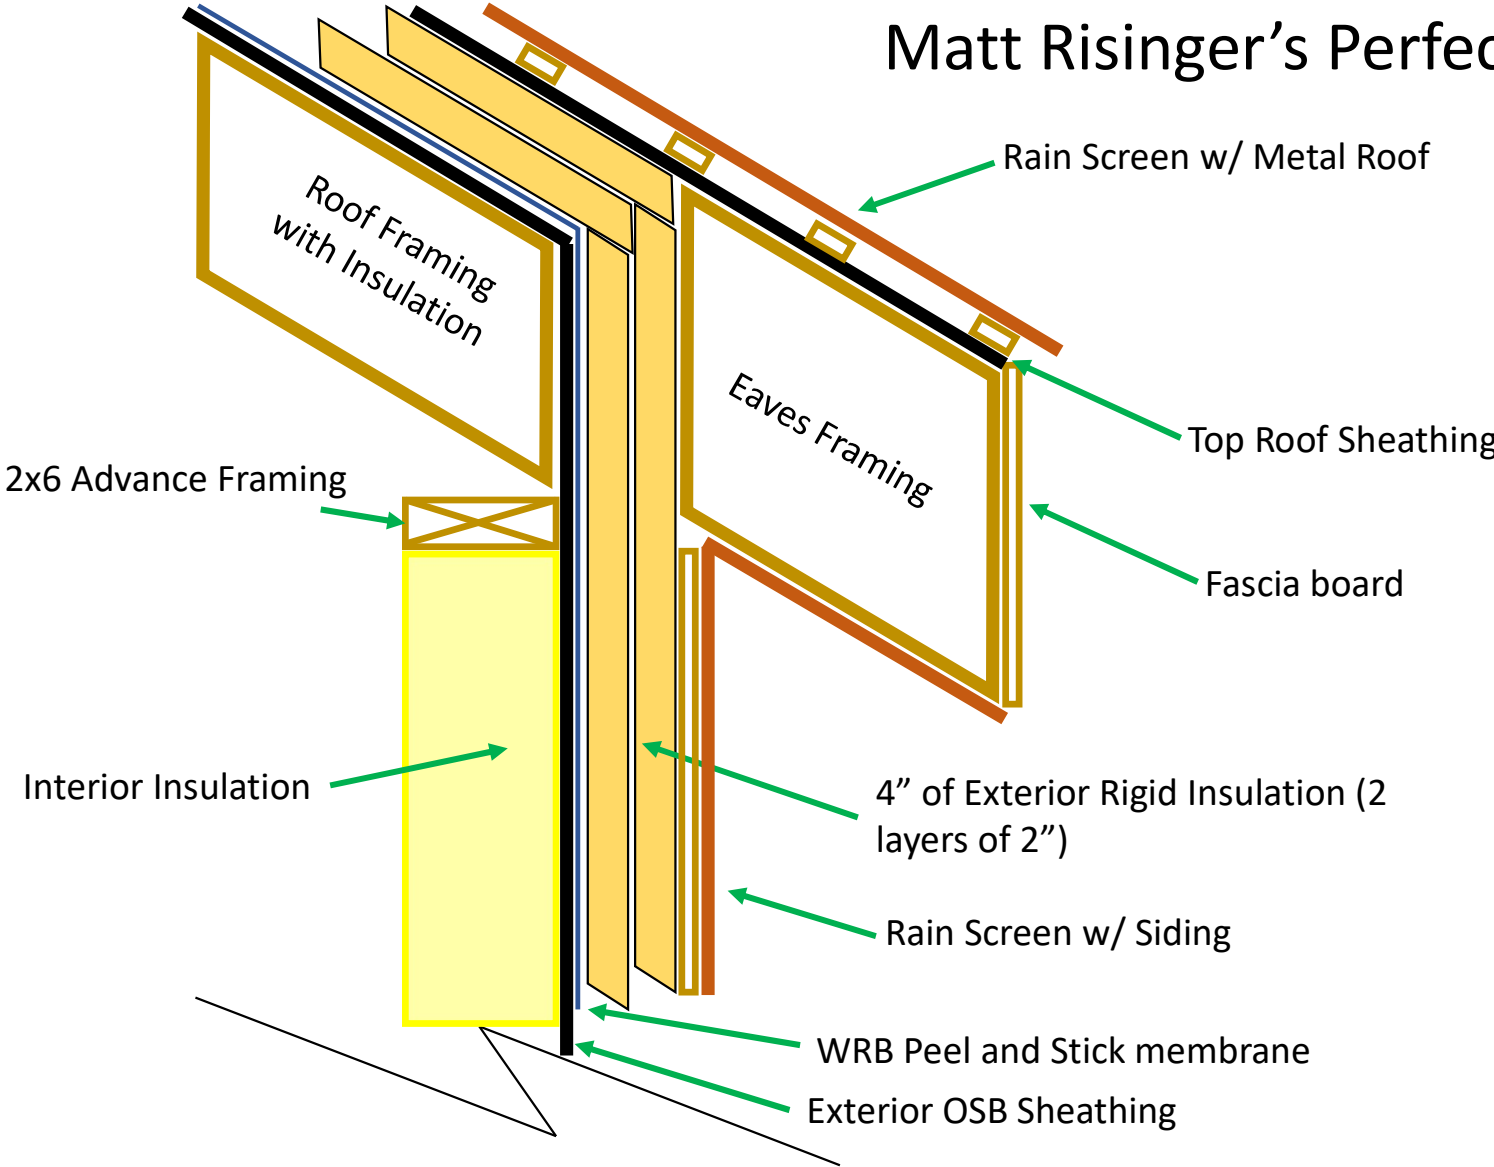 Matt Risinger’s Perfec
Rain Screen w/ Metal Roof
Roof Framing
with Insulation
Eaves Framing
Top Roof Sheathing
2x6 Advance Framing
Fascia board
Interior Insulation
4” of Exterior Rigid Insulation (2
layers of 2”)
Rain Screen w/ Siding
WRB Peel and Stick membrane
Exterior OSB Sheathing